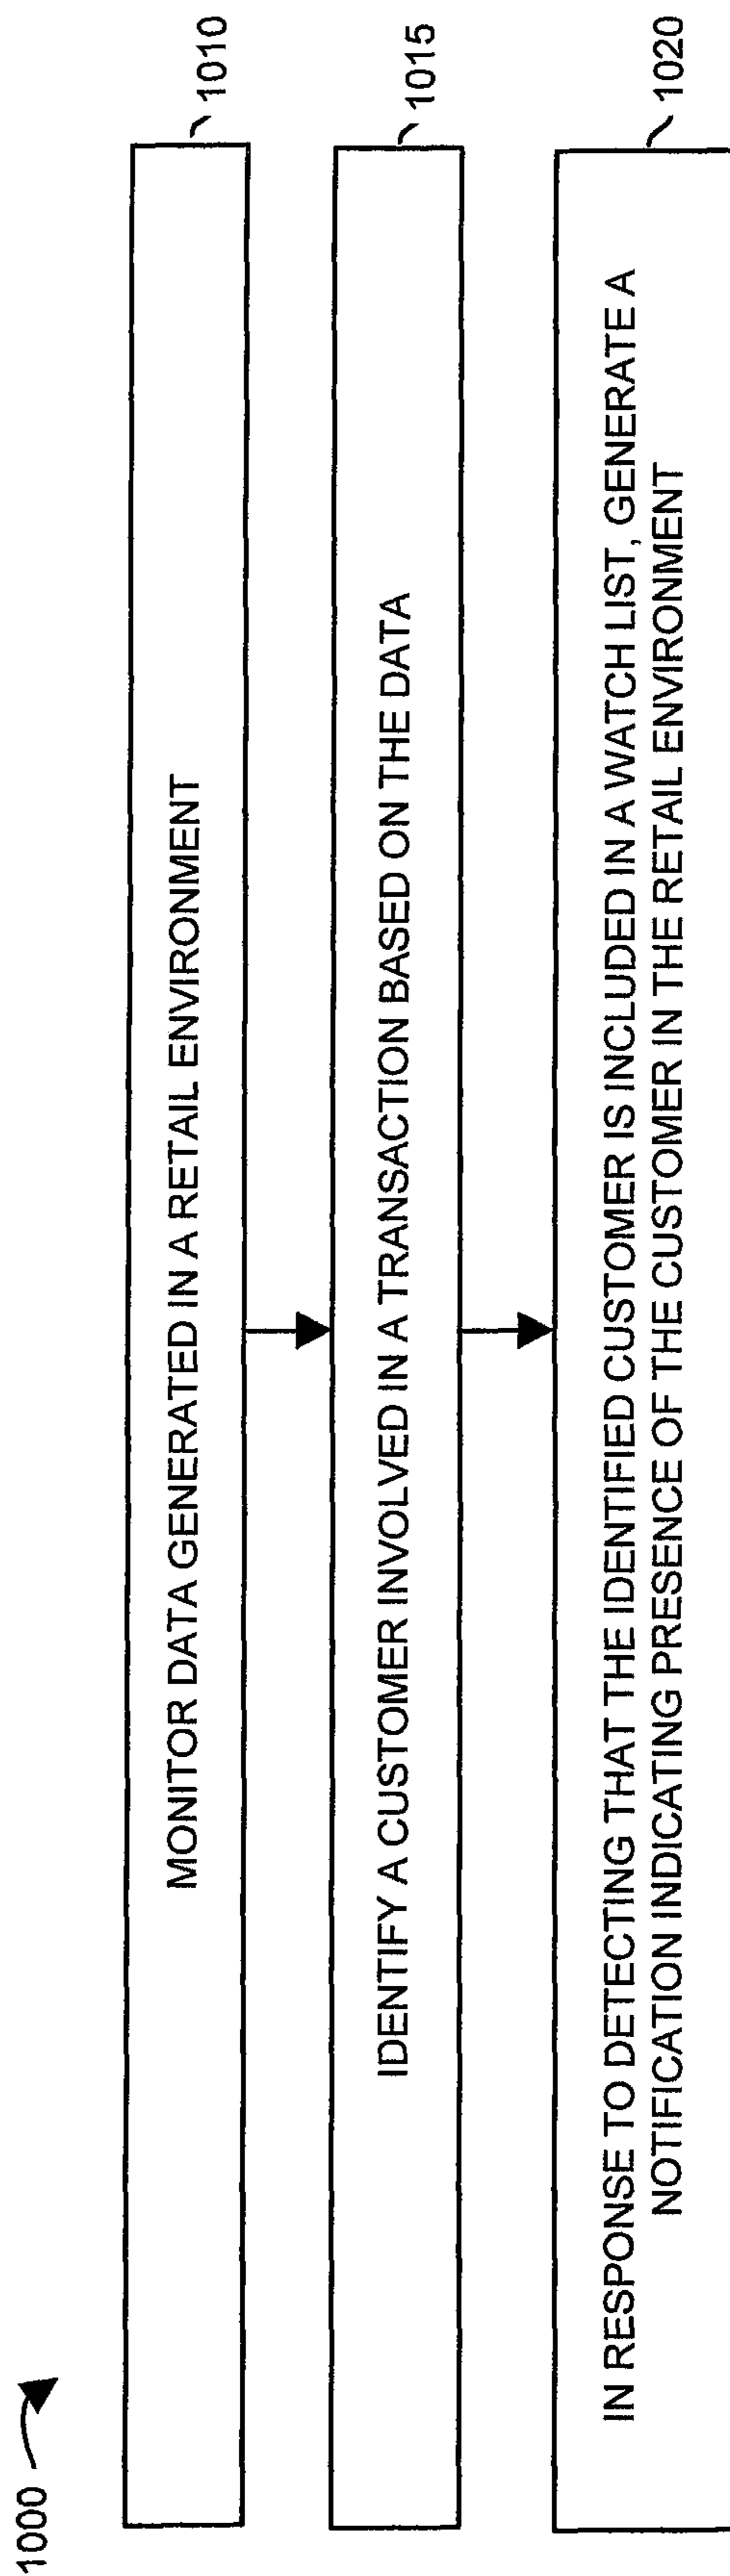 1000
MONITOR DATA GENERATED IN A RETAIL ENVIRONMENT
1010
IDENTIFY A CUSTOMER INVOLVED IN A TRANSACTION BASED ON THE DATA
1015
IN RESPONSE TO DETECTING THAT THE IDENTIFIED CUSTOMER IS INCLUDED IN A WATCH LIST, GENERATE A
NOTIFICATION INDICATING PRESENCE OF THE CUSTOMER IN THE RETAIL ENVIRONMENT
1020